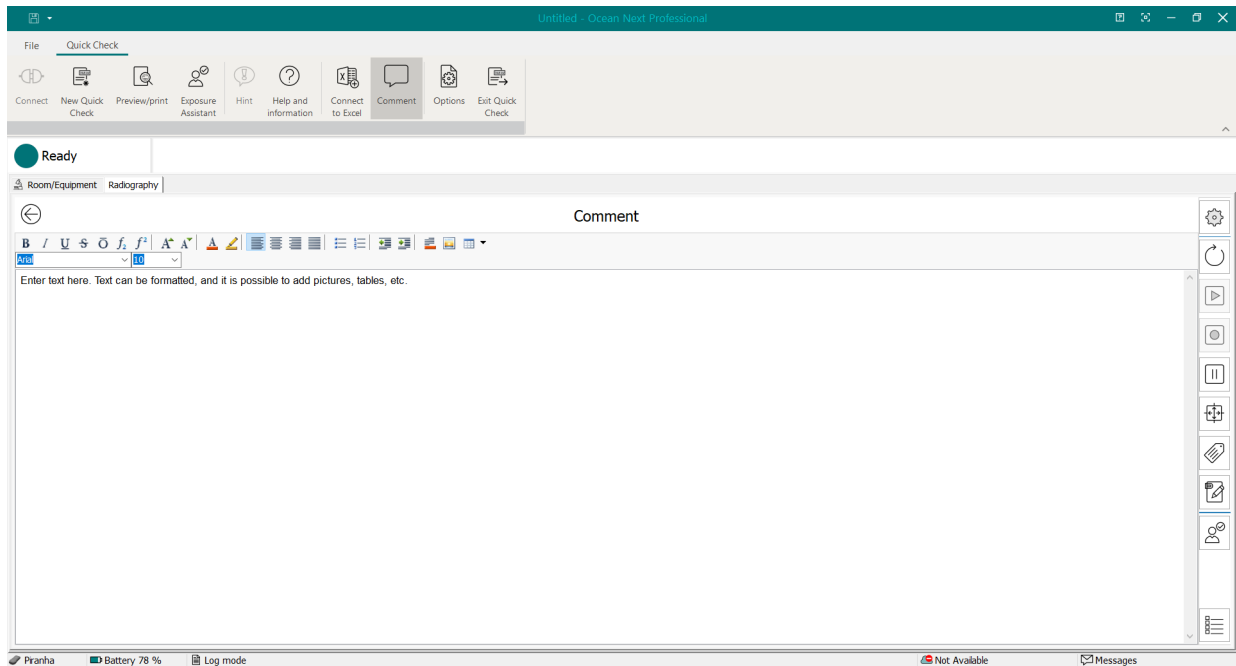 Untitled - Ocean Next Professional
File Quick Check
Connect New Quick Check Preview/print Exposure Assistant Hint Help and information Connect to Excel Comment Options Exit Quick Check
Ready
Room/Equipment Radiography
Comment
B I U S O f₂ f² A A A
Arial 10
Enter text here. Text can be formatted, and it is possible to add pictures, tables, etc.
Piranha Battery 78 % Log mode Not Available Messages